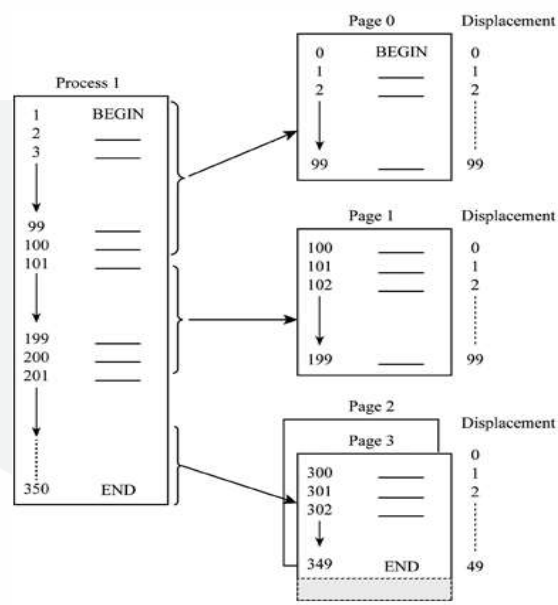 Process 1
1 BEGIN
2
3
99
100
101
199
200
201
350 END
Page 0 Displacement
0 BEGIN 0
1 1
2 2
99 99
Page 1 Displacement
100 0
101 1
102 2
199 99
Page 2
Page 3 Displacement
0
300 1
301 2
302
349 END 49